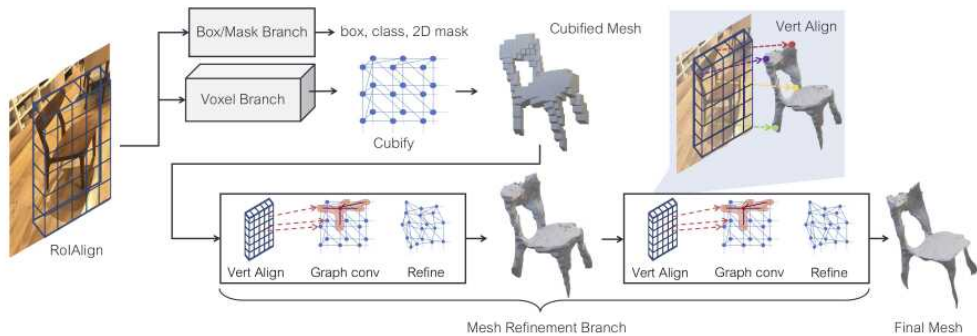 Box/Mask Branch
box, class, 2D mask
Cubified Mesh
Vert Align
Voxel Branch
Cubify
RoIAlign
Vert Align
Graph conv
Refine
Vert Align
Graph conv
Refine
Mesh Refinement Branch
Final Mesh